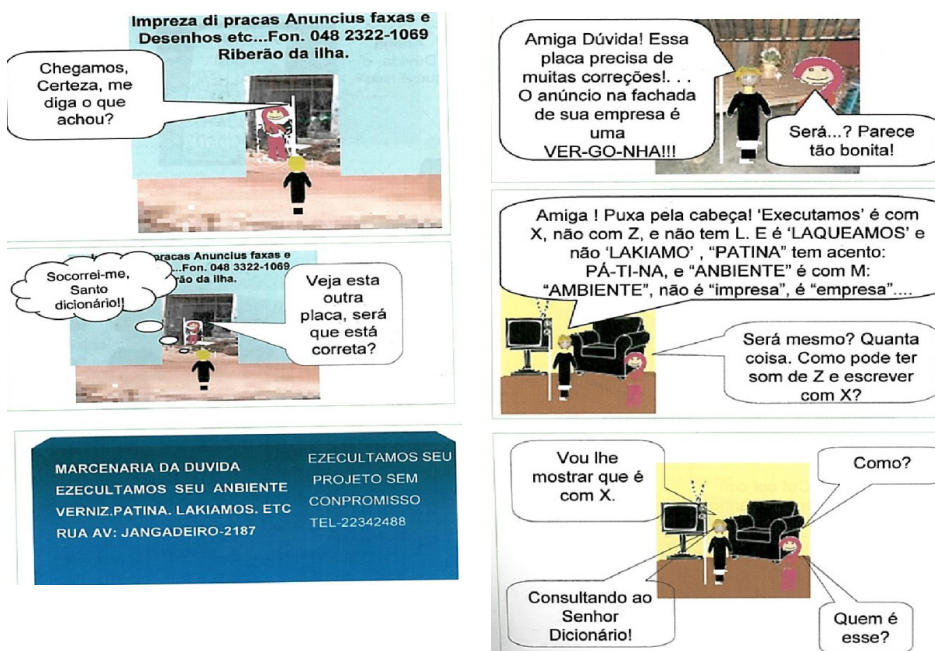 Impreza di pracas Anuncius faxas e
Desenhos etc...Fon. 048 2322-1069
Riberão da ilha.
Chegamos,
Certeza, me
diga o que
achou?
pracas Anuncius faxas e
...Fon. 048 3322-1069
rão da ilha.
Socorrei-me,
Santo
dicionário!!
Veja esta
outra
placa, será
que está
correta?
MARCENARIA DA DUVIDA
EZECULTAMOS SEU ANBIENTE
VERNIZ.PATINA. LAKIAMOS. ETC
RUA AV: JANGADEIRO-2187
EZECULTAMOS SEU
PROJETO SEM
CONPROMISSO
TEL-22342488
Amiga Dúvida! Essa
placa precisa de
muitas correções!. . .
O anúncio na fachada
de sua empresa é
uma
VER-GO-NHA!!!
Será...? Parece
tão bonita!
Amiga ! Puxa pela cabeça! ‘Executamos’ é com
X, não com Z, e não tem L. E é ‘LAQUEAMOS’ e
não ‘LAKIAMO’ , “PATINA” tem acento:
PÁ-TI-NA, e “ANBIENTE” é com M:
“AMBIENTE”, não é “impresa”, é “empresa”....
Será mesmo? Quanta
coisa. Como pode ter
som de Z e escrever
com X?
Vou lhe
mostrar que é
com X.
Como?
Consultando ao
Senhor
Dicionário!
Quem é
esse?